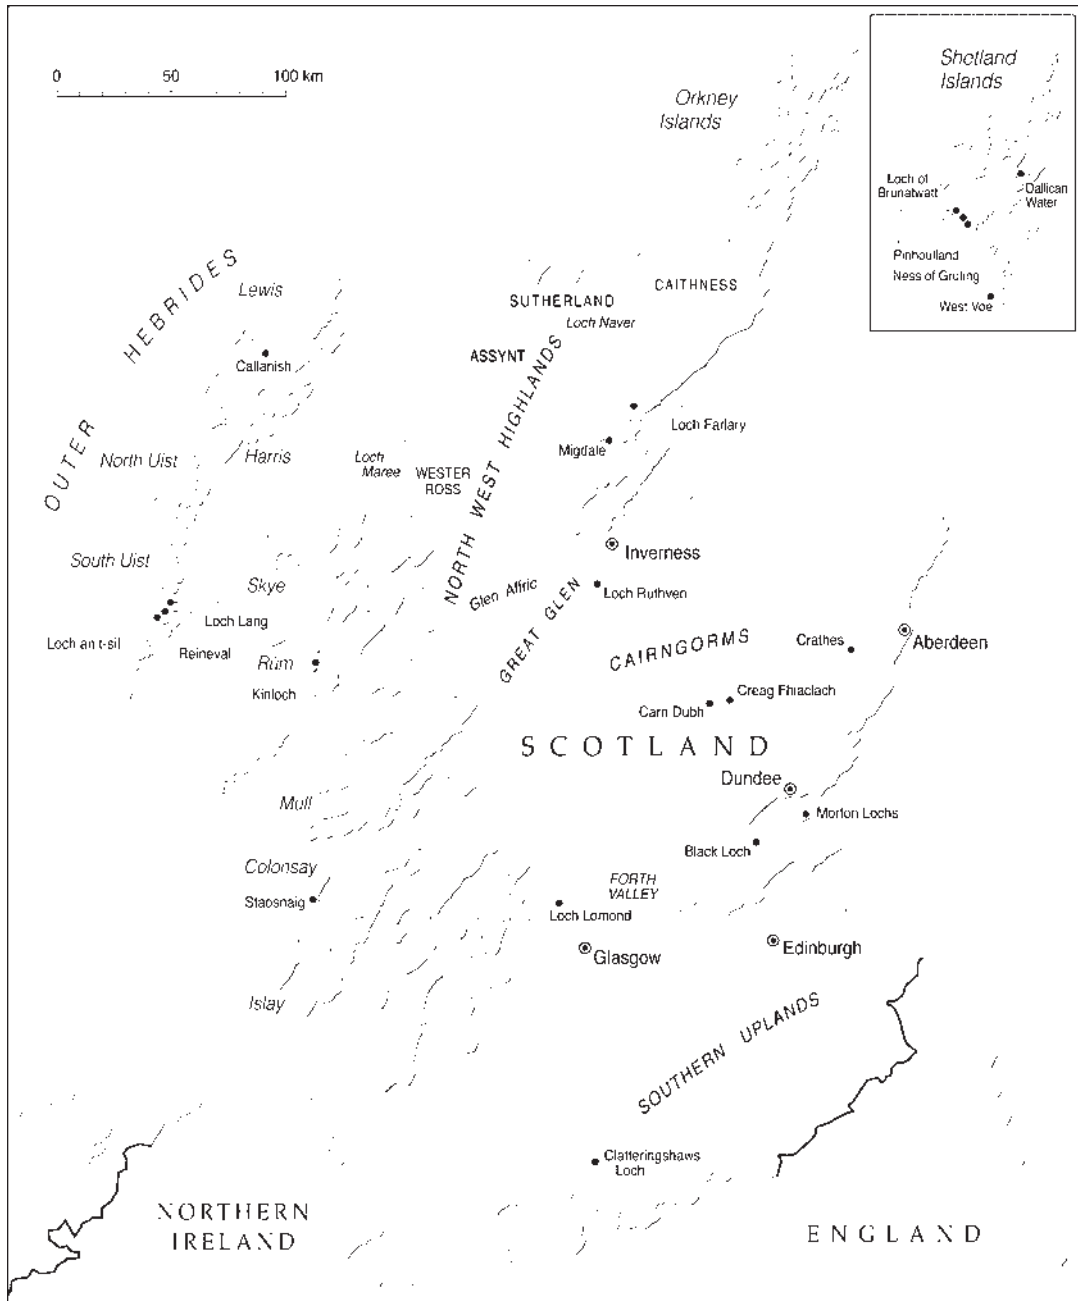 0 50 100 km
Orkney
Islands
Shetland
Islands
Loch of
Brunatwatt
Dallican
Water
Pinhoulland
Ness of Gruting
West Voe
OUTER HEBRIDES
Lewis
Callanish
North Uist
Harris
South Uist
Skye
Loch Lang
Loch an t-sil
Reineval
Rùm
Kinloch
CAITHNESS
SUTHERLAND
Loch Naver
ASSYNT
NORTH WEST HIGHLANDS
Loch
Maree
WESTER
ROSS
Loch Farlary
Migdale
Inverness
Loch Ruthven
Glen Affric
GREAT GLEN
CAIRNGORMS
Crathes
Aberdeen
Creag Fhiaclach
Carn Dubh
SCOTLAND
Dundee
Morton Lochs
Black Loch
Mull
Colonsay
Staosnaig
FORTH
VALLEY
Loch Lomond
Glasgow
Edinburgh
Islay
SOUTHERN UPLANDS
Clatteringshaws
Loch
NORTHERN
IRELAND
ENGLAND